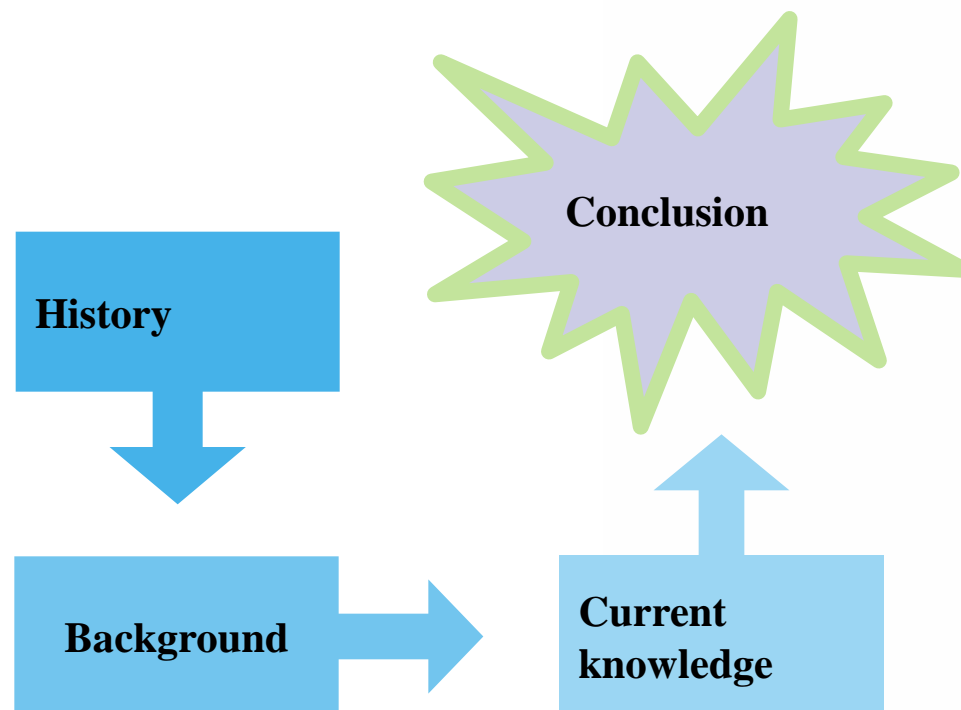 History
Background
Current
knowledge
Conclusion